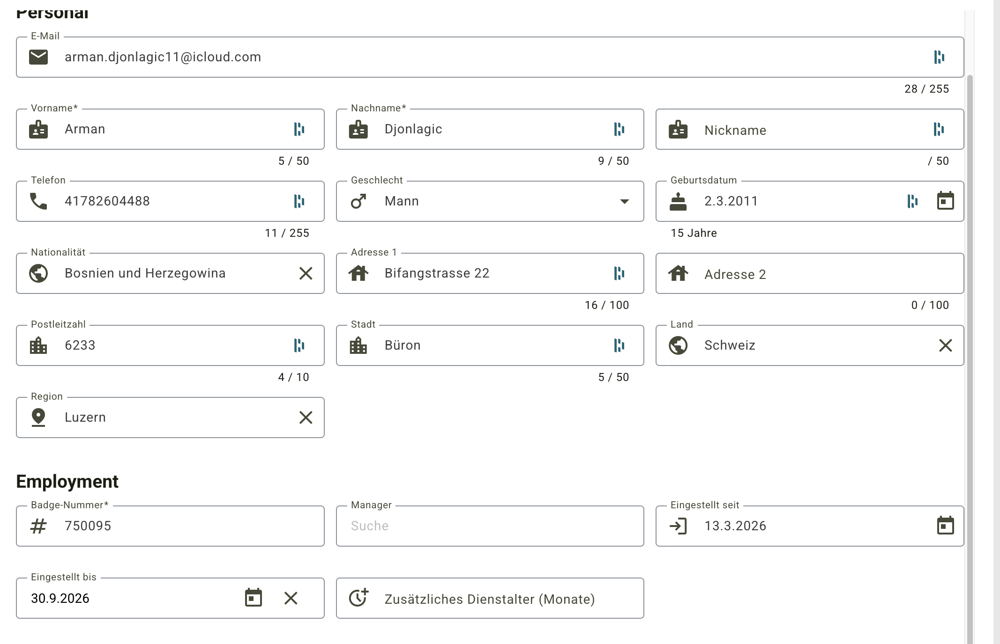 Personal
E-Mail
arman.djonlagic11@icloud.com
28 / 255
Vorname*
Arman
5 / 50
Nachname*
Djonlagic
9 / 50
Nickname
/ 50
Telefon
41782604488
11 / 255
Geschlecht
Mann
Geburtsdatum
2.3.2011
15 Jahre
Nationalität
Bosnien und Herzegowina
Adresse 1
Bifangstrasse 22
16 / 100
Adresse 2
0 / 100
Postleitzahl
6233
4 / 10
Stadt
Büron
5 / 50
Land
Schweiz
Region
Luzern
Employment
Badge-Nummer*
# 750095
Manager
Suche
Eingestellt seit
13.3.2026
Eingestellt bis
30.9.2026
Zusätzliches Dienstalter (Monate)